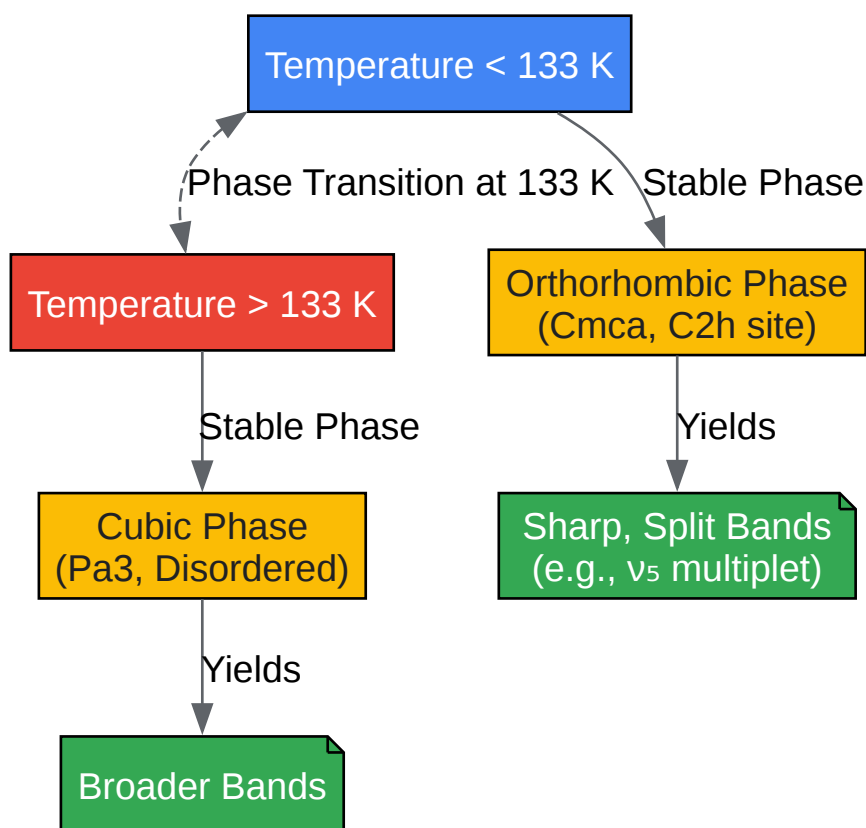 Temperature < 133 K
Phase Transition at 133 K
Stable Phase
Temperature > 133 K
Orthorhombic Phase
(Cmca, C2h site)
Stable Phase
Yields
Cubic Phase
(Pa3, Disordered)
Sharp, Split Bands
(e.g., ν₅ multiplet)
Yields
Broader Bands